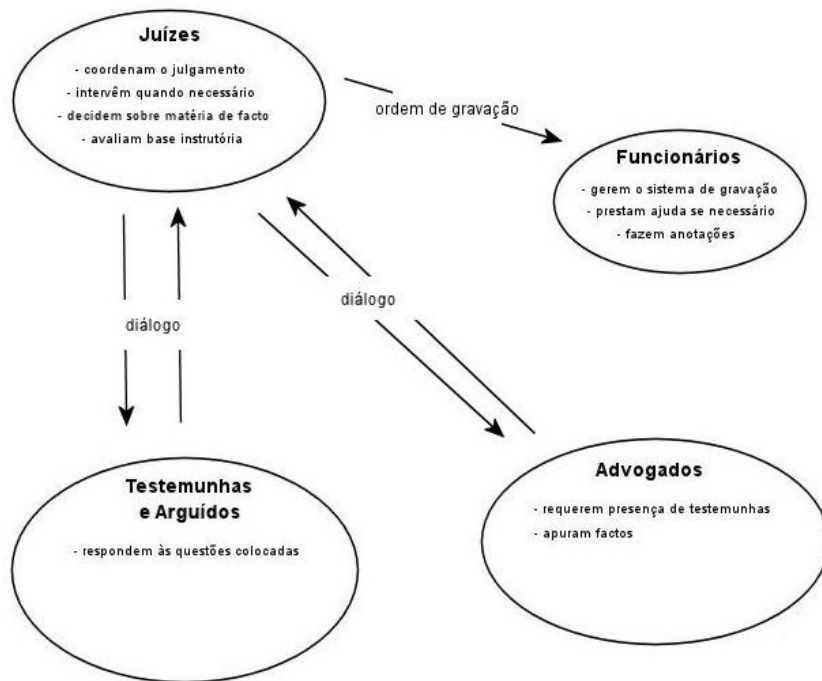 Juízes
- coordenam o julgamento
- intervêm quando necessário
- decidem sobre matéria de facto
- avaliam base instrutória
ordem de gravação
Funcionários
- gerem o sistema de gravação
- prestam ajuda se necessário
- fazem anotações
diálogo
diálogo
Testemunhas
e Arguídos
- respondem às questões colocadas
Advogados
- requerem presença de testemunhas
- apuram factos